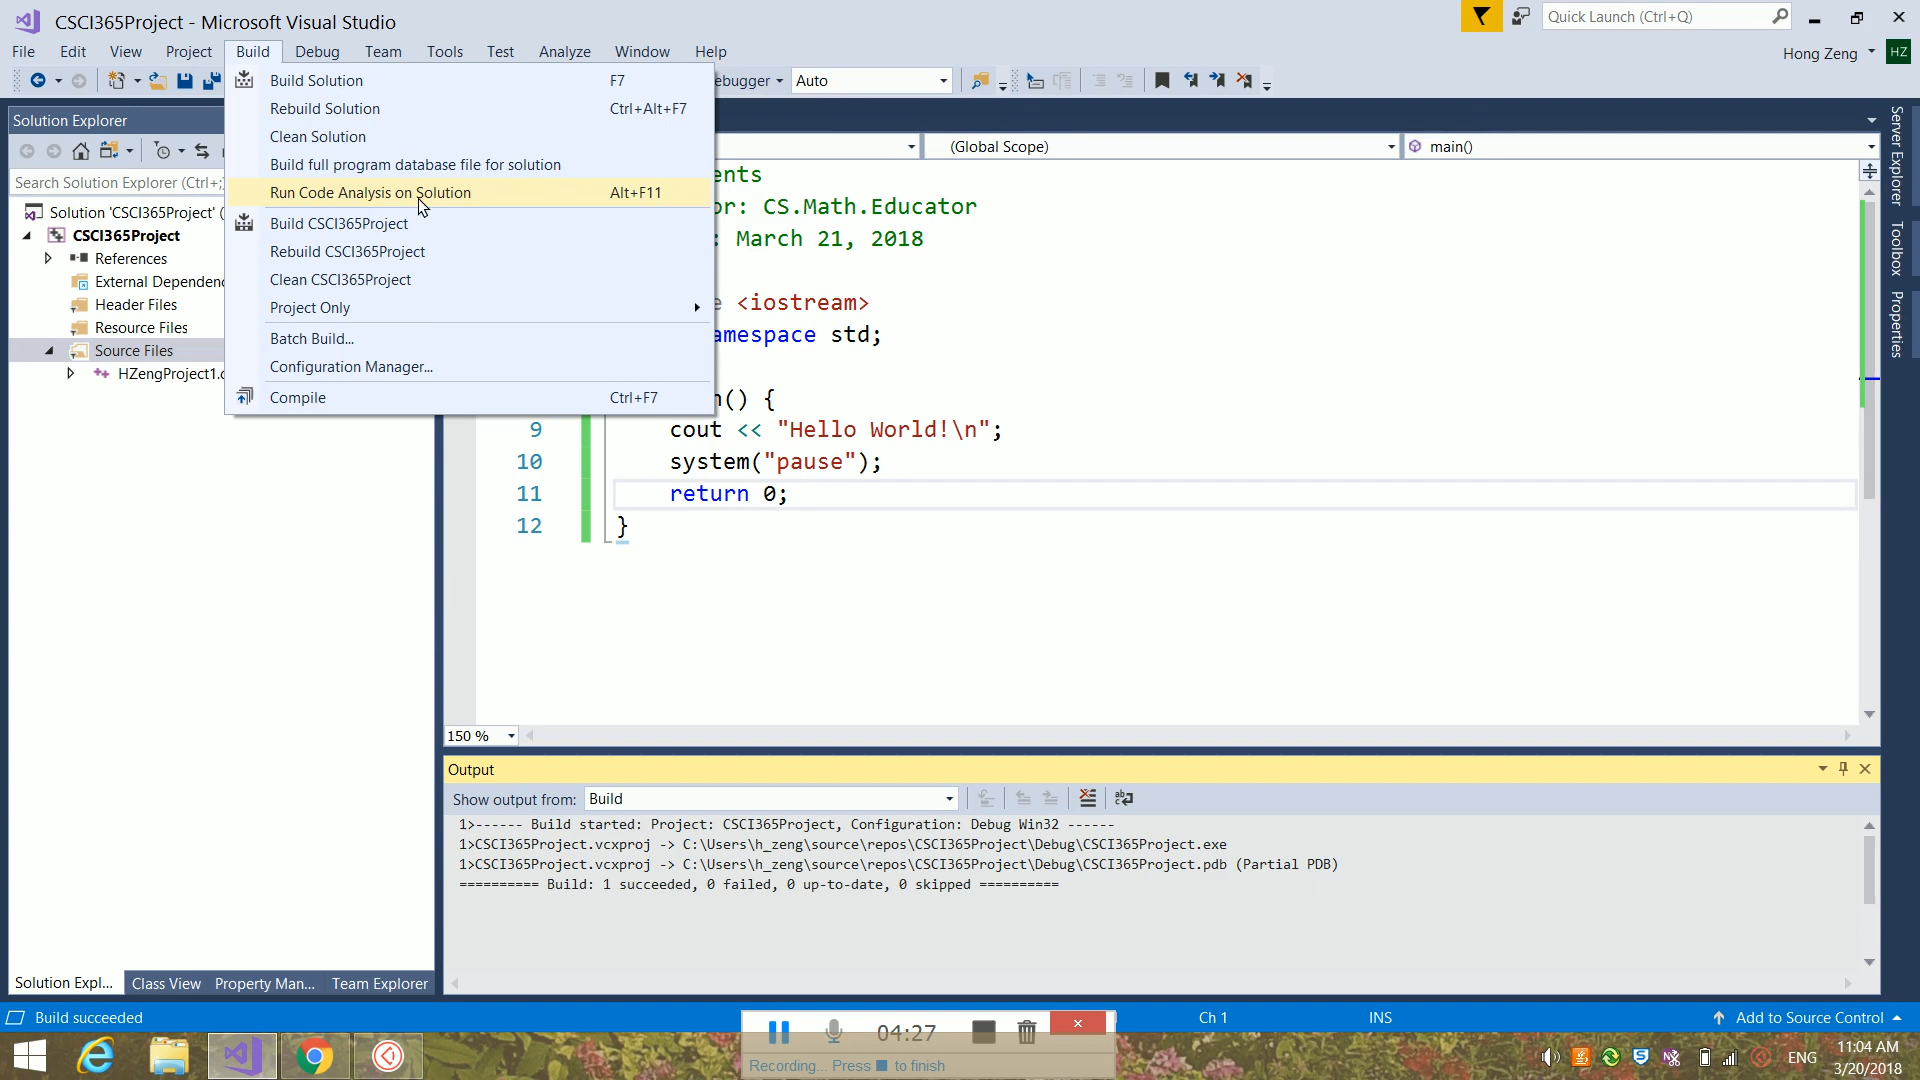 CSCI365Project - Microsoft Visual Studio
Quick Launch (Ctrl+Q)
File Edit View Project Build Debug Team Tools Test Analyze Window Help
Hong Zeng HZ
ebugger Auto
Build Solution F7
Rebuild Solution Ctrl+Alt+F7
Clean Solution
Build full program database file for solution
Run Code Analysis on Solution Alt+F11
Build CSCI365Project
Rebuild CSCI365Project
Clean CSCI365Project
Project Only
Batch Build...
Configuration Manager...
Compile Ctrl+F7
Solution Explorer
Search Solution Explorer (Ctrl+;
Solution 'CSCI365Project' (
CSCI365Project
References
External Dependen
Header Files
Resource Files
Source Files
HZengProject1.c
(Global Scope) main()
ents
or: CS.Math.Educator
: March 21, 2018
e <iostream>
amespace std;
n() {
9 cout << "Hello World!\n";
10 system("pause");
11 return 0;
12 }
150 %
Server Explorer
Toolbox
Properties
Output
Show output from: Build
1>------ Build started: Project: CSCI365Project, Configuration: Debug Win32 ------
1>CSCI365Project.vcxproj -> C:\Users\h_zeng\source\repos\CSCI365Project\Debug\CSCI365Project.exe
1>CSCI365Project.vcxproj -> C:\Users\h_zeng\source\repos\CSCI365Project\Debug\CSCI365Project.pdb (Partial PDB)
========== Build: 1 succeeded, 0 failed, 0 up-to-date, 0 skipped ==========
Solution Expl... Class View Property Man... Team Explorer
Build succeeded
Ch 1 INS Add to Source Control
04:27
Recording... Press to finish
ENG
11:04 AM
3/20/2018